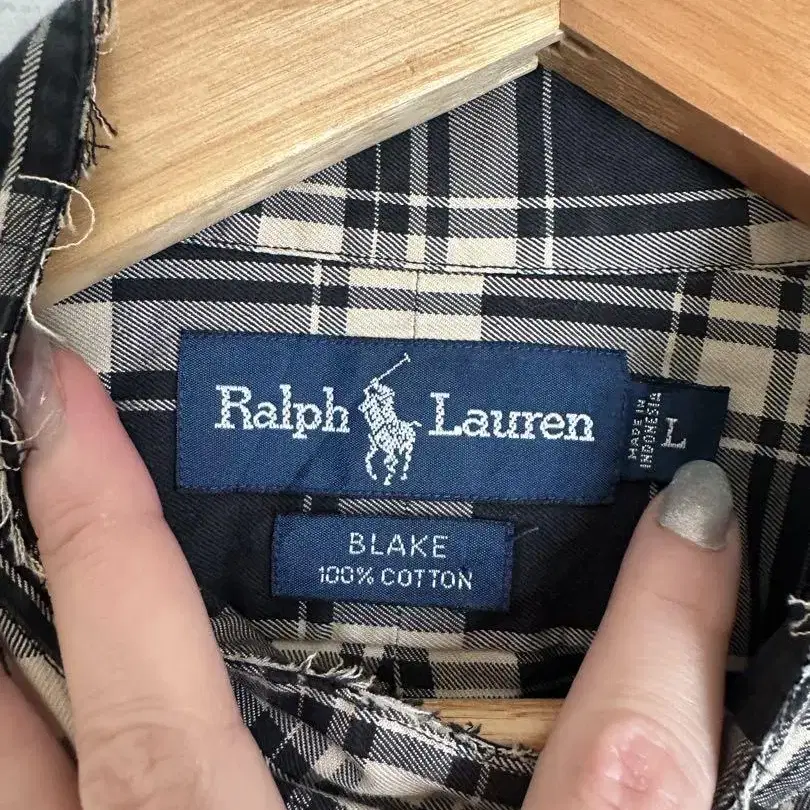 Ralph Lauren
MADE IN
INDONESIA
L
BLAKE
100% COTTON